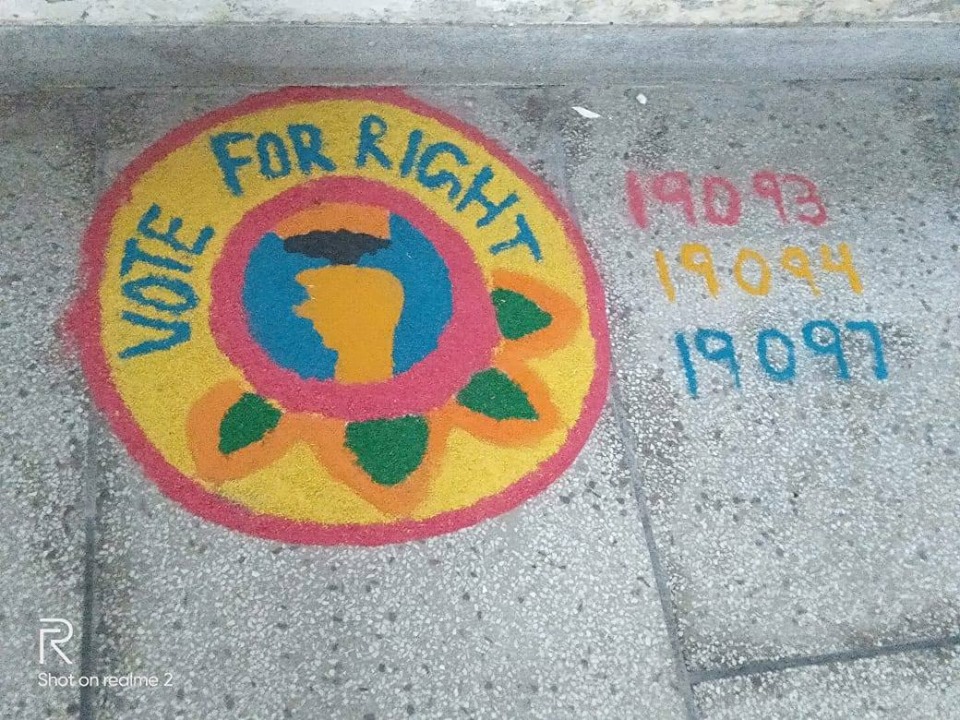 VOTE FOR RIGHT
19093
19094
19097
R
Shot on realme 2